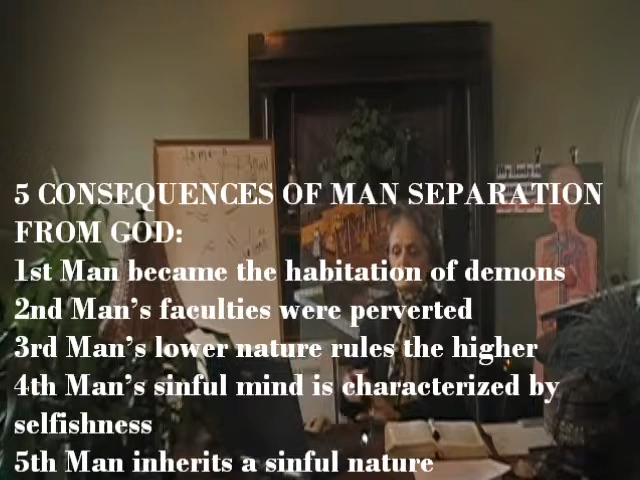 5 CONSEQUENCES OF MAN SEPARATION
FROM GOD:
1st Man became the habitation of demons
2nd Man's faculties were perverted
3rd Man's lower nature rules the higher
4th Man's sinful mind is characterized by
selfishness
5th Man inherits a sinful nature